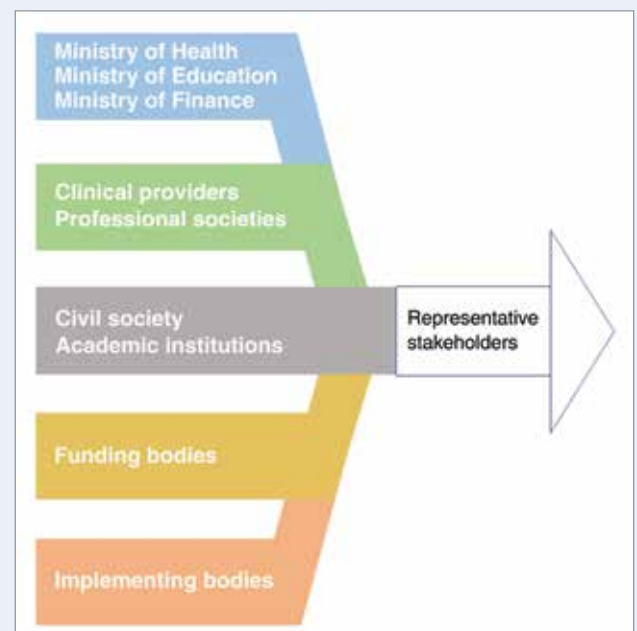 Ministry of Health
Ministry of Education
Ministry of Finance
Clinical providers
Professional societies
Civil society
Academic institutions
Representative
stakeholders
Funding bodies
Implementing bodies